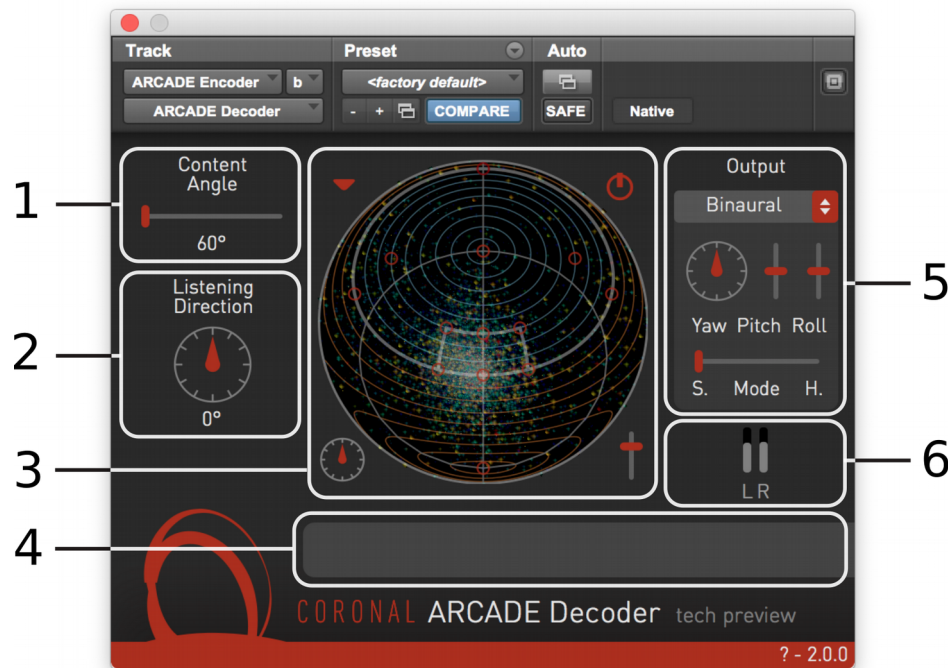 Track
Preset
Auto
ARCADE Encoder
b
<factory default>
ARCADE Decoder
-
+
COMPARE
SAFE
Native
1
Content
Angle
60°
2
Listening
Direction
0°
3
4
Output
Binaural
Yaw Pitch Roll
S. Mode H.
5
L R
6
CORONAL ARCADE Decoder tech preview
? - 2.0.0